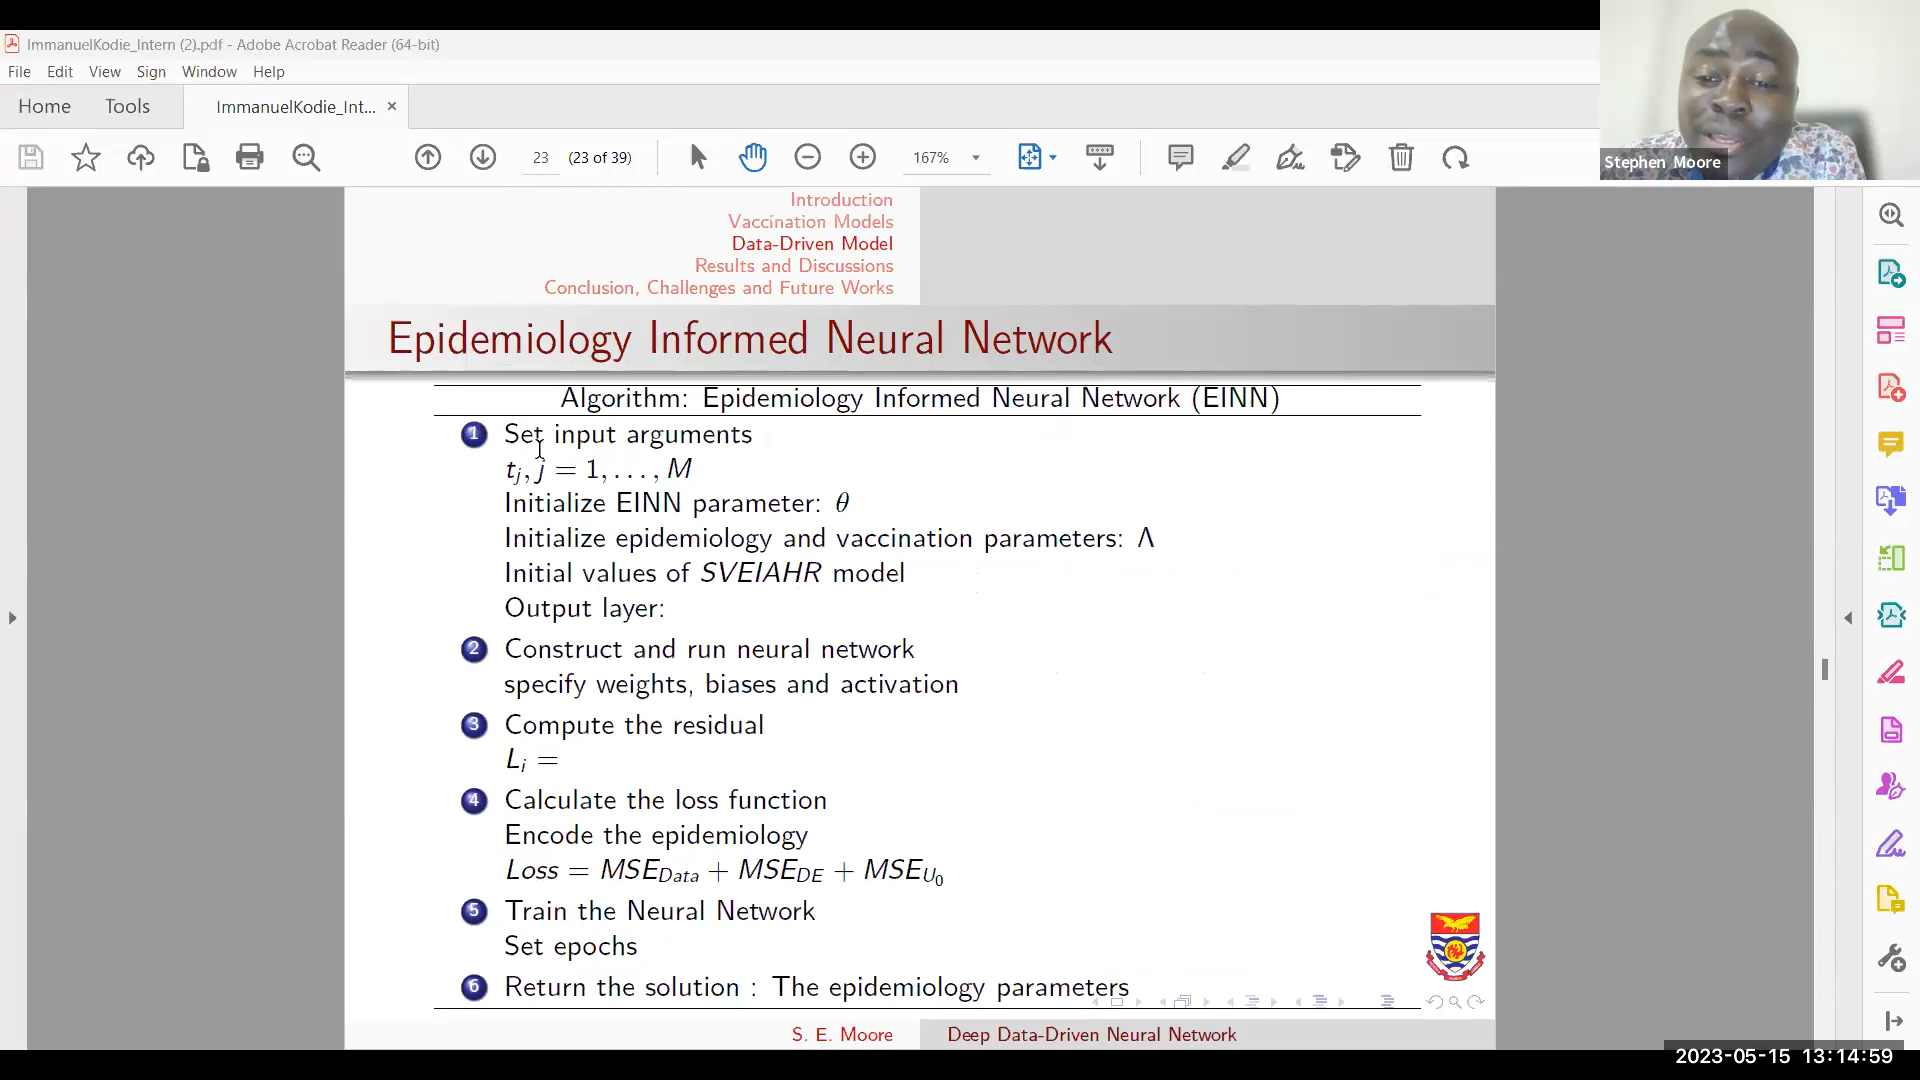 ImmanuelKodie_Intern (2).pdf - Adobe Acrobat Reader (64-bit)
File Edit View Sign Window Help
Home Tools ImmanuelKodie_Int... ×
23 (23 of 39) 167%
Stephen Moore
Introduction
Vaccination Models
Data-Driven Model
Results and Discussions
Conclusion, Challenges and Future Works
Epidemiology Informed Neural Network
Algorithm: Epidemiology Informed Neural Network (EINN)
1 Set input arguments
t_j, j = 1, . . . , M
Initialize EINN parameter: θ
Initialize epidemiology and vaccination parameters: Λ
Initial values of SVEIAHR model
Output layer:
2 Construct and run neural network
specify weights, biases and activation
3 Compute the residual
L_i =
4 Calculate the loss function
Encode the epidemiology
Loss = MSE_Data + MSE_DE + MSE_U_0
5 Train the Neural Network
Set epochs
6 Return the solution : The epidemiology parameters
S. E. Moore Deep Data-Driven Neural Network
2023-05-15 13:14:59